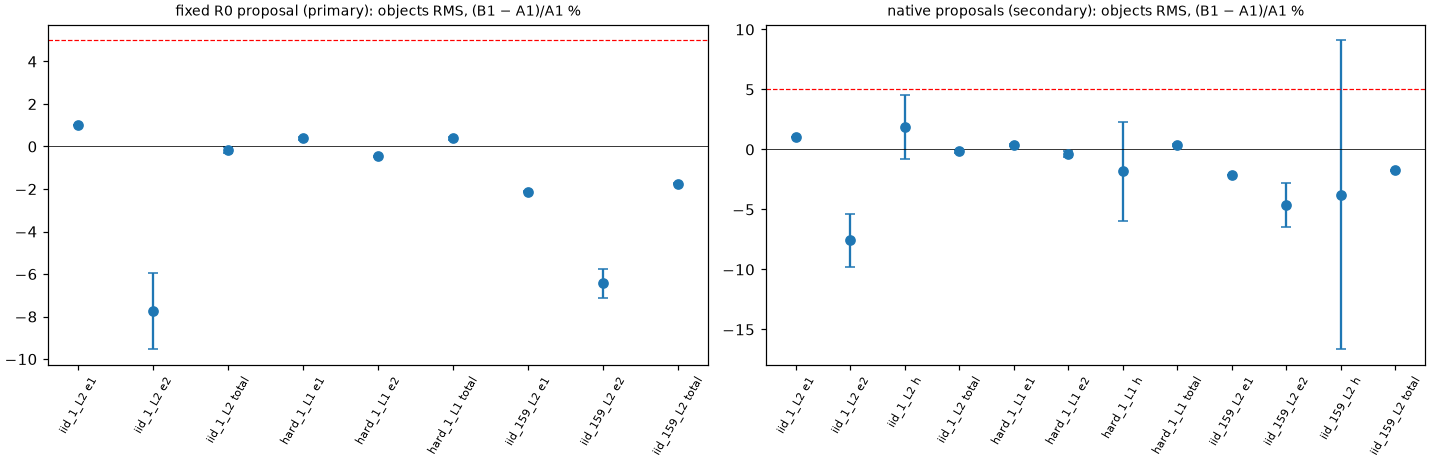 fixed R0 proposal (primary): objects RMS, (B1 − A1)/A1 %
4
2
0
−2
−4
−6
−8
−10
iid_1_L2 e1
iid_1_L2 e2
iid_1_L2 total
hard_1_L1 e1
hard_1_L1 e2
hard_1_L1 total
iid_159_L2 e1
iid_159_L2 e2
iid_159_L2 total
native proposals (secondary): objects RMS, (B1 − A1)/A1 %
10
5
0
−5
−10
−15
iid_1_L2 e1
iid_1_L2 e2
iid_1_L2 h
iid_1_L2 total
hard_1_L1 e1
hard_1_L1 e2
hard_1_L1 h
hard_1_L1 total
iid_159_L2 e1
iid_159_L2 e2
iid_159_L2 h
iid_159_L2 total